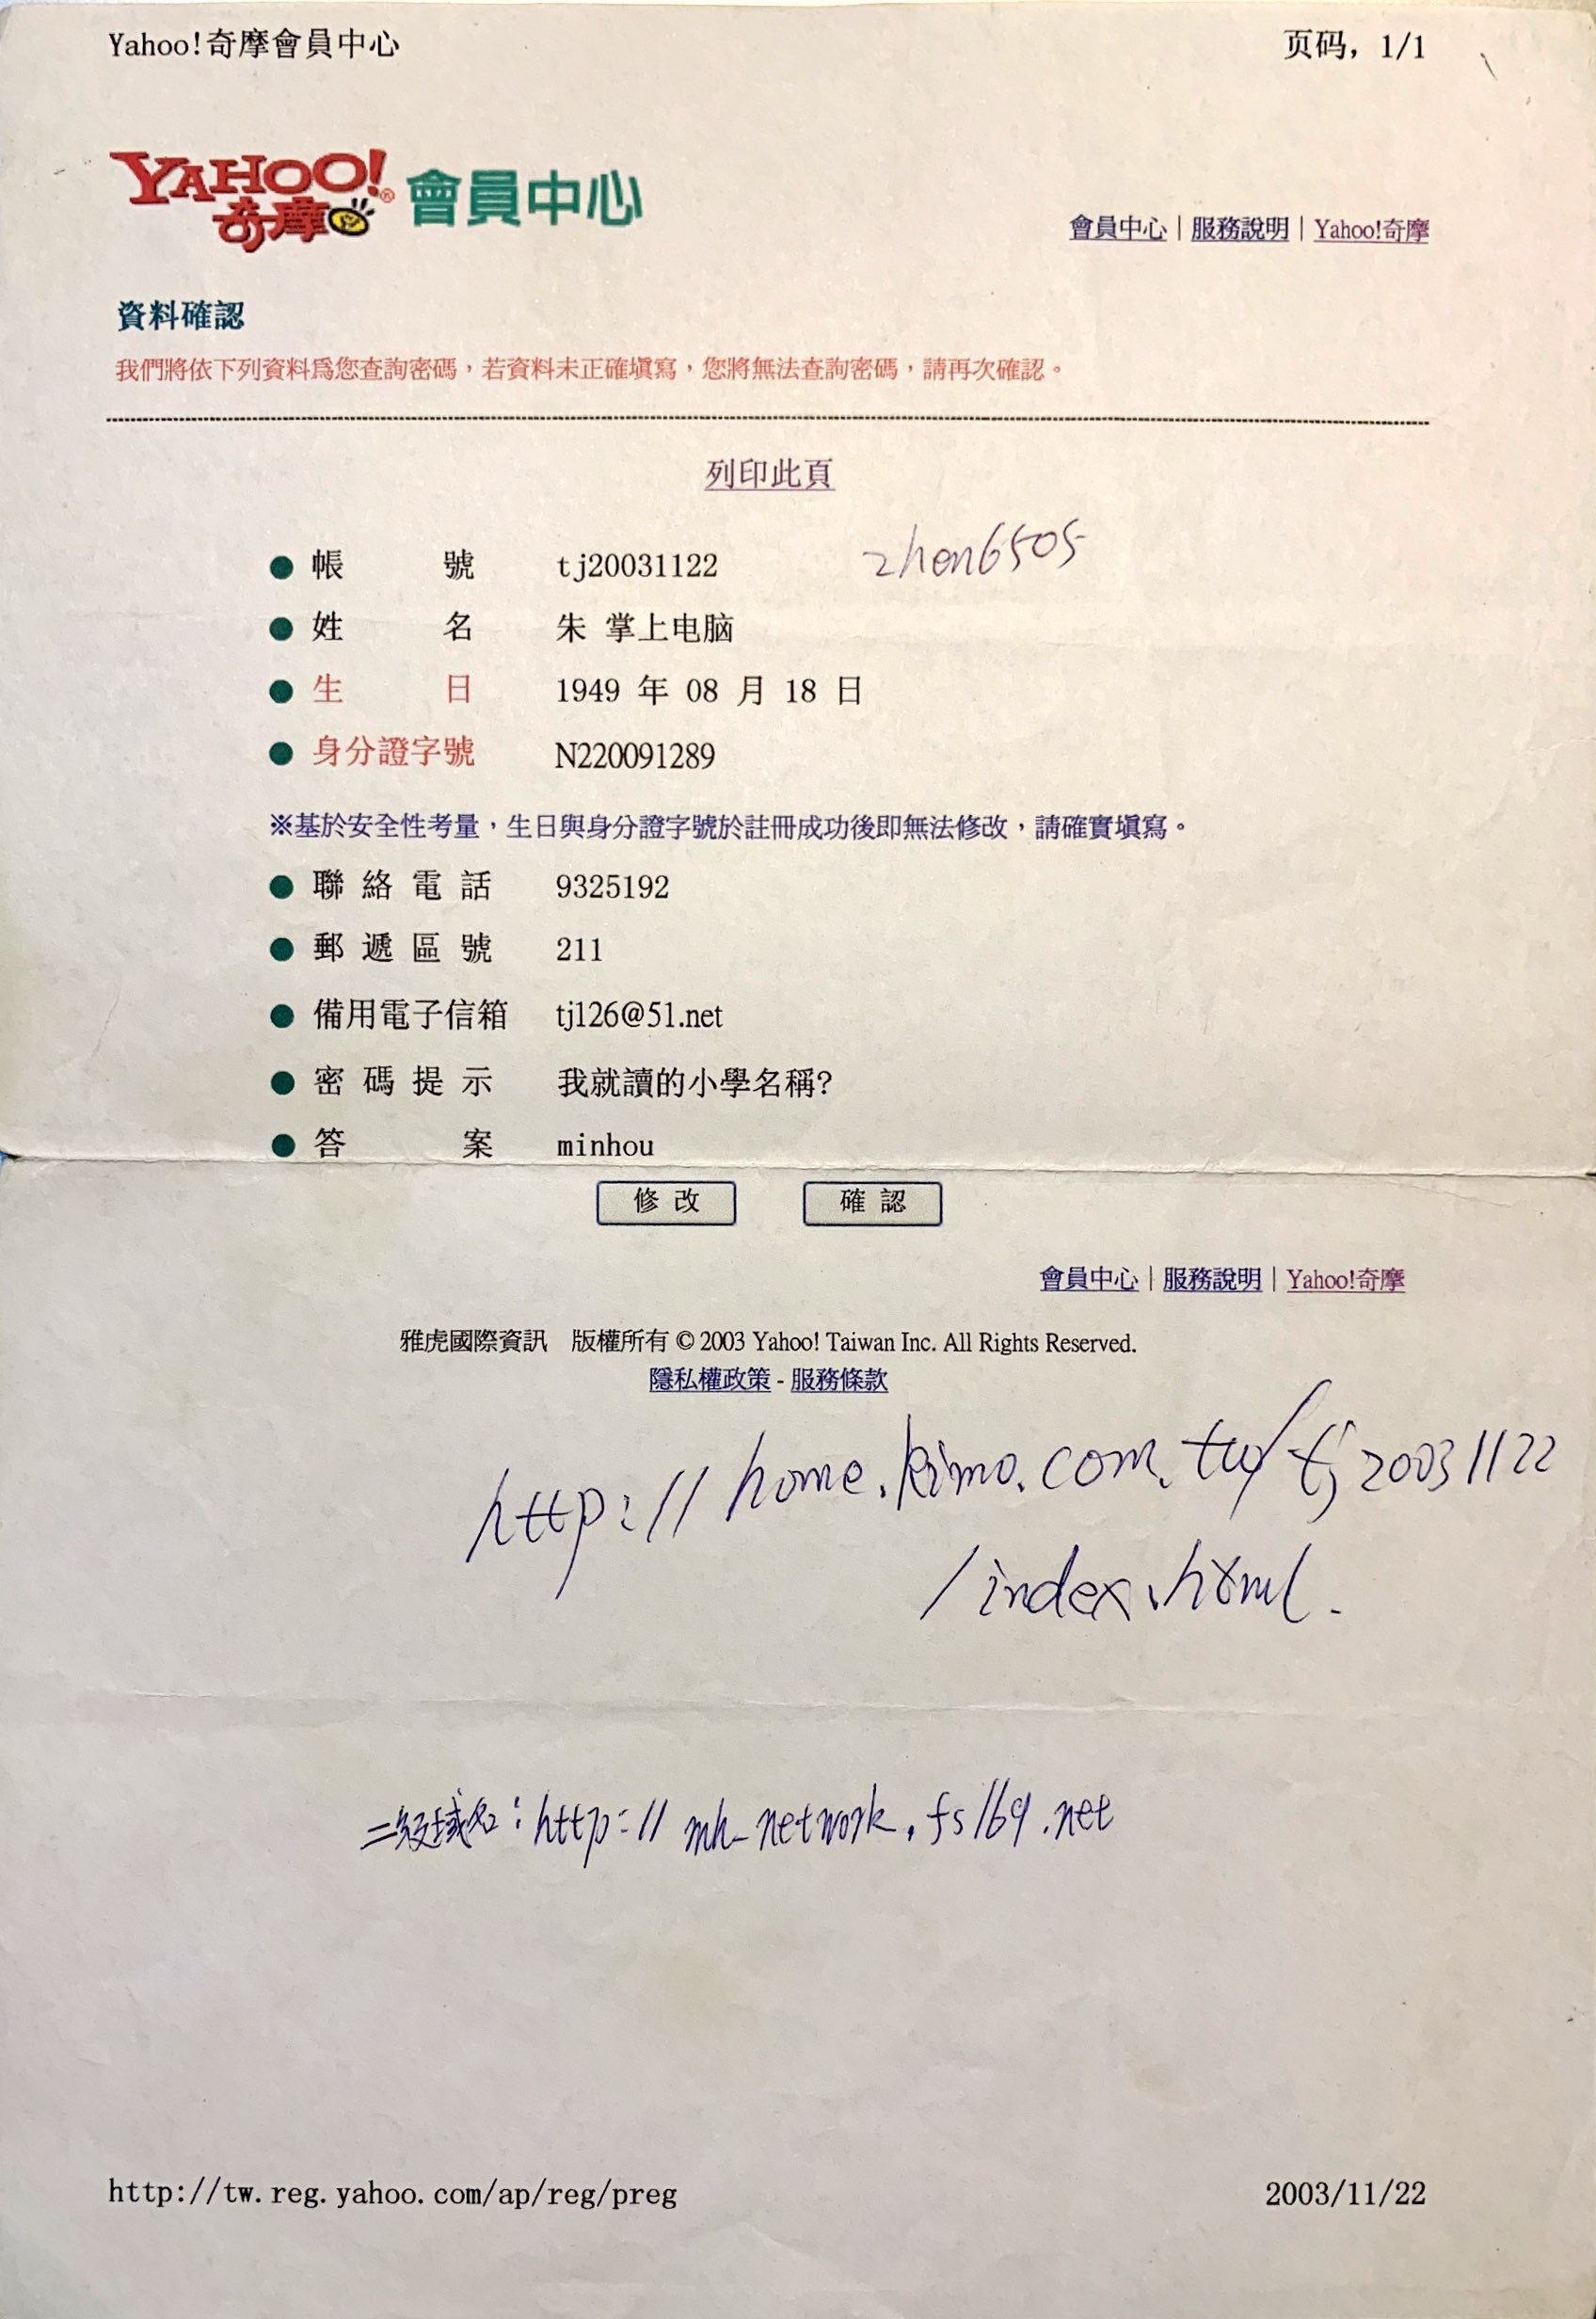 Yahoo!奇摩會員中心 页码，1/1
YAHOO!® 奇摩 會員中心
會員中心｜服務說明｜Yahoo!奇摩
資料確認
我們將依下列資料為您查詢密碼，若資料未正確填寫，您將無法查詢密碼，請再次確認。
列印此頁
● 帳 號 tj20031122 zhen6505
● 姓 名 朱 掌上电脑
● 生 日 1949 年 08 月 18 日
● 身分證字號 N220091289
※基於安全性考量，生日與身分證字號於註冊成功後即無法修改，請確實填寫。
● 聯絡電話 9325192
● 郵遞區號 211
● 備用電子信箱 tj126@51.net
● 密碼提示 我就讀的小學名稱?
● 答 案 minhou
修改 確認
會員中心｜服務說明｜Yahoo!奇摩
雅虎國際資訊 版權所有 © 2003 Yahoo! Taiwan Inc. All Rights Reserved.
隱私權政策 - 服務條款
http://home.kimo.com.tw/tj20031122
/index.html.
二级域名：http://mh-network.fs169.net
http://tw.reg.yahoo.com/ap/reg/preg 2003/11/22